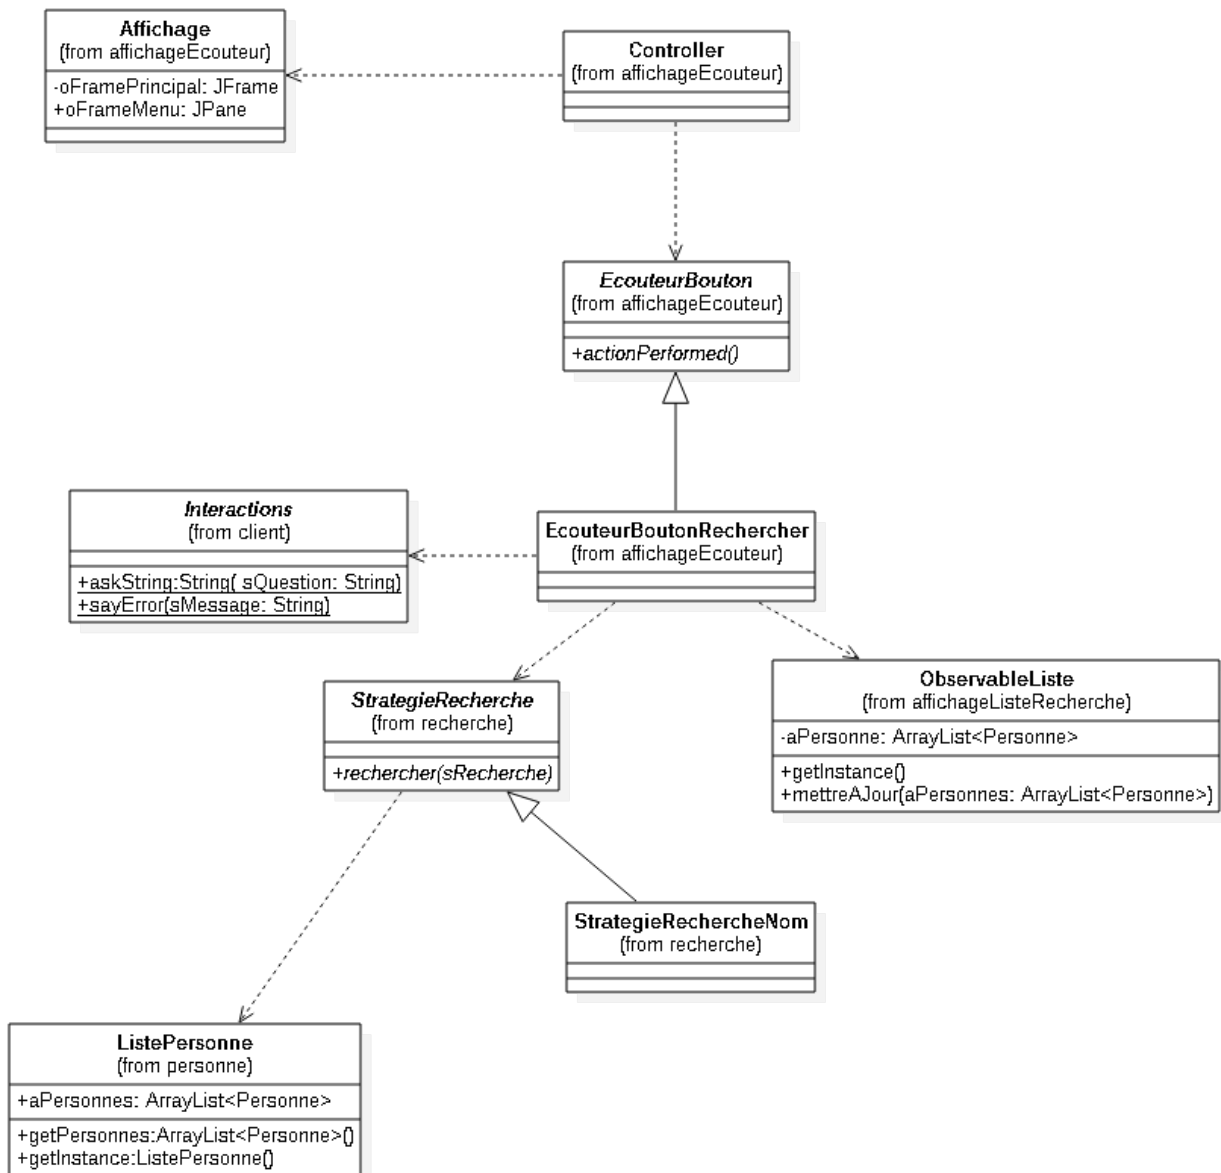 Affichage
(from affichageEcouteur)
-oFramePrincipal: JFrame
+oFrameMenu: JPane
Controller
(from affichageEcouteur)
EcouteurBouton
(from affichageEcouteur)
+actionPerformed()
Interactions
(from client)
+askString:String( sQuestion: String)
+sayError(sMessage: String)
EcouteurBoutonRechercher
(from affichageEcouteur)
StrategieRecherche
(from recherche)
+rechercher(sRecherche)
ObservableListe
(from affichageListeRecherche)
-aPersonne: ArrayList<Personne>
+getInstance()
+mettreAJour(aPersonnes: ArrayList<Personne>)
StrategieRechercheNom
(from recherche)
ListePersonne
(from personne)
+aPersonnes: ArrayList<Personne>
+getPersonnes:ArrayList<Personne>()
+getInstance:ListePersonne()